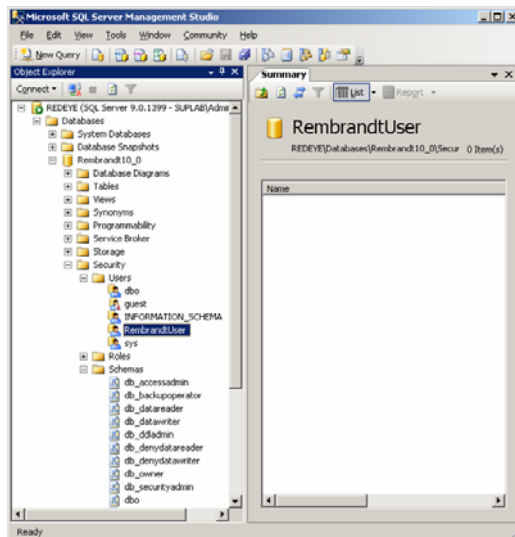 Microsoft SQL Server Management Studio
File Edit View Tools Window Community Help
New Query
Object Explorer
Connect
REDEYE (SQL Server 9.0.1399 - SUPLAB\Admi
Databases
System Databases
Database Snapshots
Rembrandt10_0
Database Diagrams
Tables
Views
Synonyms
Programmability
Service Broker
Storage
Security
Users
dbo
guest
INFORMATION_SCHEMA
RembrandtUser
sys
Roles
Schemas
db_accessadmin
db_backupoperator
db_datareader
db_datawriter
db_ddladmin
db_denydatareader
db_denydatawriter
db_owner
db_securityadmin
dbo
Summary
List Report
RembrandtUser
REDEYE\Databases\Rembrandt10_0\Secur 0 Item(s)
Name
Ready